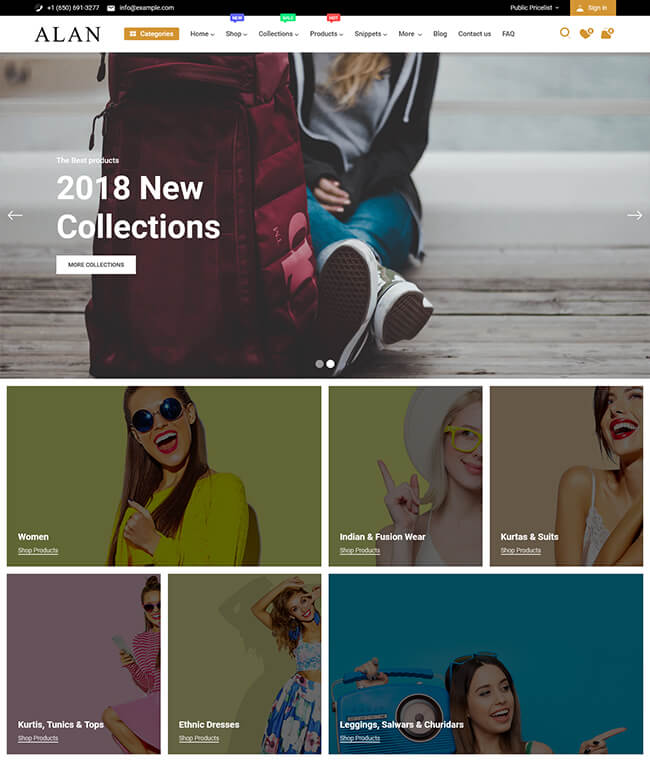 +1 (650) 691-3277 info@example.com Public Pricelist Sign in
NEW SALE HOT
ALAN Categories Home Shop Collections Products Snippets More Blog Contact us FAQ 0 0
The Best products
2018 New
Collections
MORE COLLECTIONS
Women
Shop Products
Indian & Fusion Wear
Shop Products
Kurtas & Suits
Shop Products
Kurtis, Tunics & Tops
Shop Products
Ethnic Dresses
Shop Products
Leggings, Salwars & Churidars
Shop Products